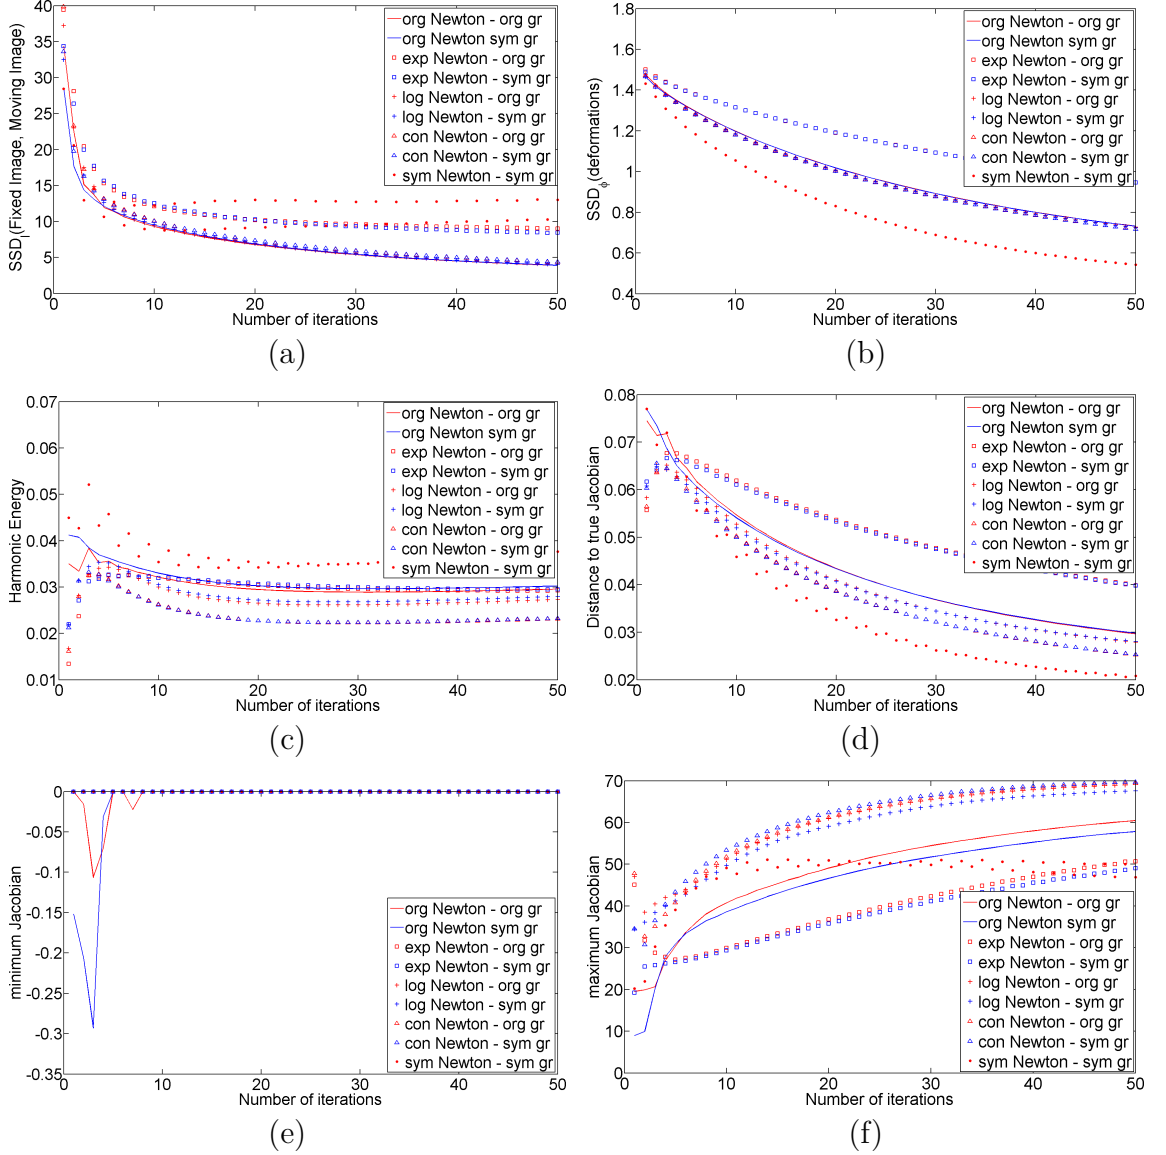 SSD_I(Fixed Image, Moving Image)
40
35
30
25
20
15
10
5
0
0 10 20 30 40 50
Number of iterations
org Newton - org gr
org Newton sym gr
exp Newton - org gr
exp Newton - sym gr
log Newton - org gr
log Newton - sym gr
con Newton - org gr
con Newton - sym gr
sym Newton - sym gr
(a)
SSD_ϕ(deformations)
1.8
1.6
1.4
1.2
1
0.8
0.6
0.4
0 10 20 30 40 50
Number of iterations
org Newton - org gr
org Newton sym gr
exp Newton - org gr
exp Newton - sym gr
log Newton - org gr
log Newton - sym gr
con Newton - org gr
con Newton - sym gr
sym Newton - sym gr
(b)
Harmonic Energy
0.07
0.06
0.05
0.04
0.03
0.02
0.01
0 10 20 30 40 50
Number of iterations
org Newton - org gr
org Newton sym gr
exp Newton - org gr
exp Newton - sym gr
log Newton - org gr
log Newton - sym gr
con Newton - org gr
con Newton - sym gr
sym Newton - sym gr
(c)
Distance to true Jacobian
0.08
0.07
0.06
0.05
0.04
0.03
0.02
0 10 20 30 40 50
Number of iterations
org Newton - org gr
org Newton sym gr
exp Newton - org gr
exp Newton - sym gr
log Newton - org gr
log Newton - sym gr
con Newton - org gr
con Newton - sym gr
sym Newton - sym gr
(d)
minimum Jacobian
0
-0.05
-0.1
-0.15
-0.2
-0.25
-0.3
-0.35
0 10 20 30 40 50
Number of iterations
org Newton - org gr
org Newton sym gr
exp Newton - org gr
exp Newton - sym gr
log Newton - org gr
log Newton - sym gr
con Newton - org gr
con Newton - sym gr
sym Newton - sym gr
(e)
maximum Jacobian
70
60
50
40
30
20
10
0
0 10 20 30 40 50
Number of iterations
org Newton - org gr
org Newton sym gr
exp Newton - org gr
exp Newton - sym gr
log Newton - org gr
log Newton - sym gr
con Newton - org gr
con Newton - sym gr
sym Newton - sym gr
(f)